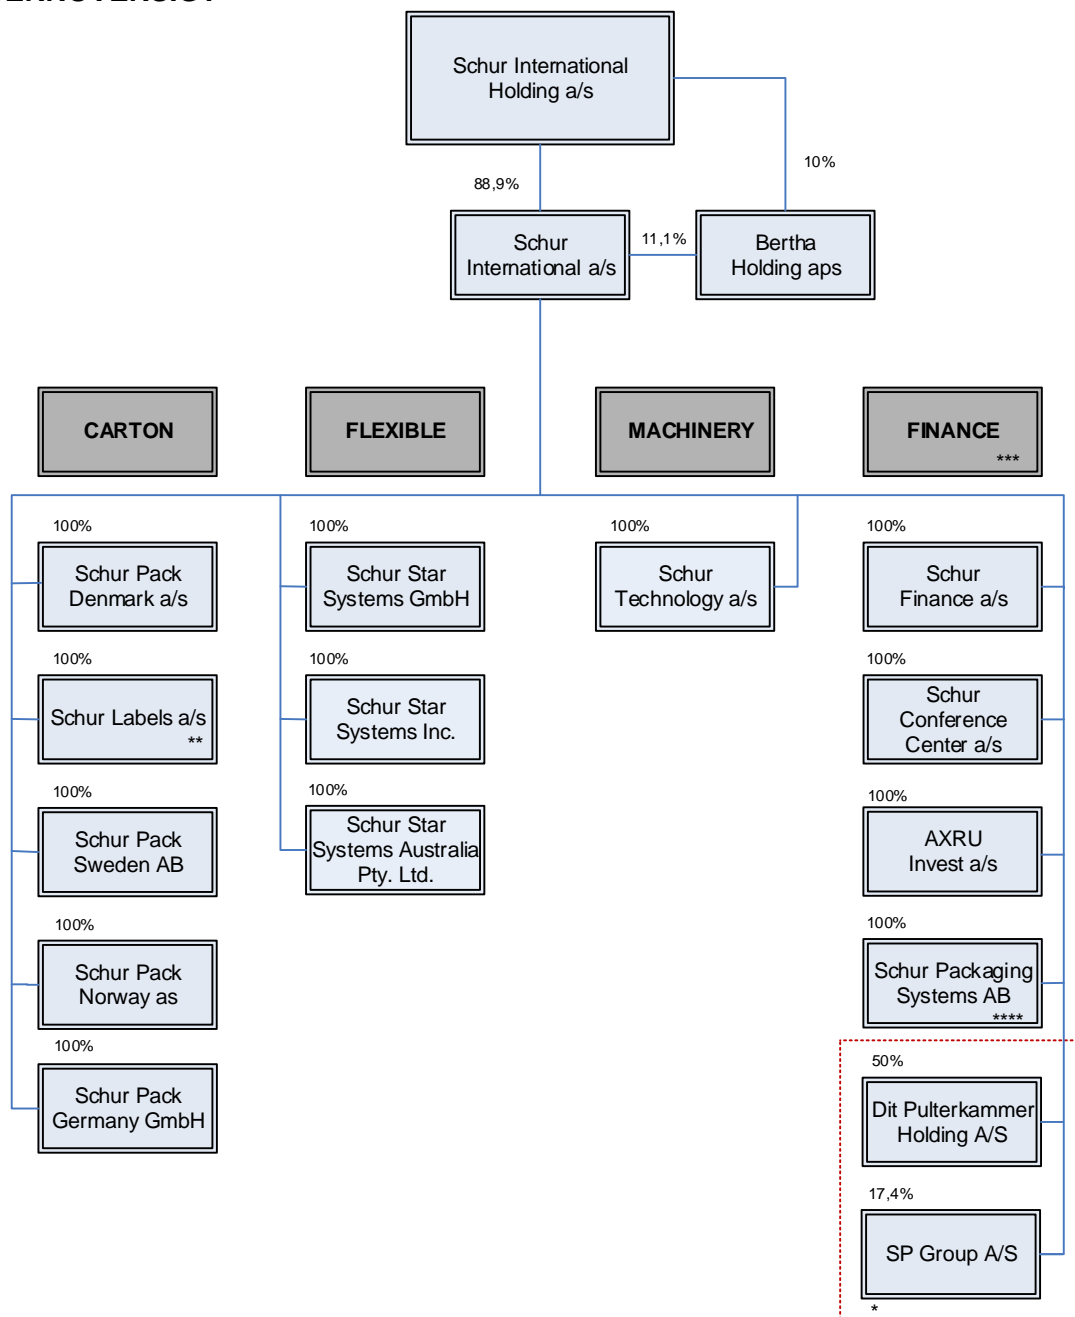 Schur International
Holding a/s
10%
88,9%
Schur
International a/s
11,1%
Bertha
Holding aps
CARTON
FLEXIBLE
MACHINERY
FINANCE
***
100%
Schur Pack
Denmark a/s
100%
Schur Labels a/s
**
100%
Schur Pack
Sweden AB
100%
Schur Pack
Norway as
100%
Schur Pack
Germany GmbH
100%
Schur Star
Systems GmbH
100%
Schur Star
Systems Inc.
100%
Schur Star
Systems Australia
Pty. Ltd.
100%
Schur
Technology a/s
100%
Schur
Finance a/s
100%
Schur
Conference
Center a/s
100%
AXRU
Invest a/s
100%
Schur Packaging
Systems AB
****
50%
Dit Pulterkammer
Holding A/S
17,4%
SP Group A/S
*